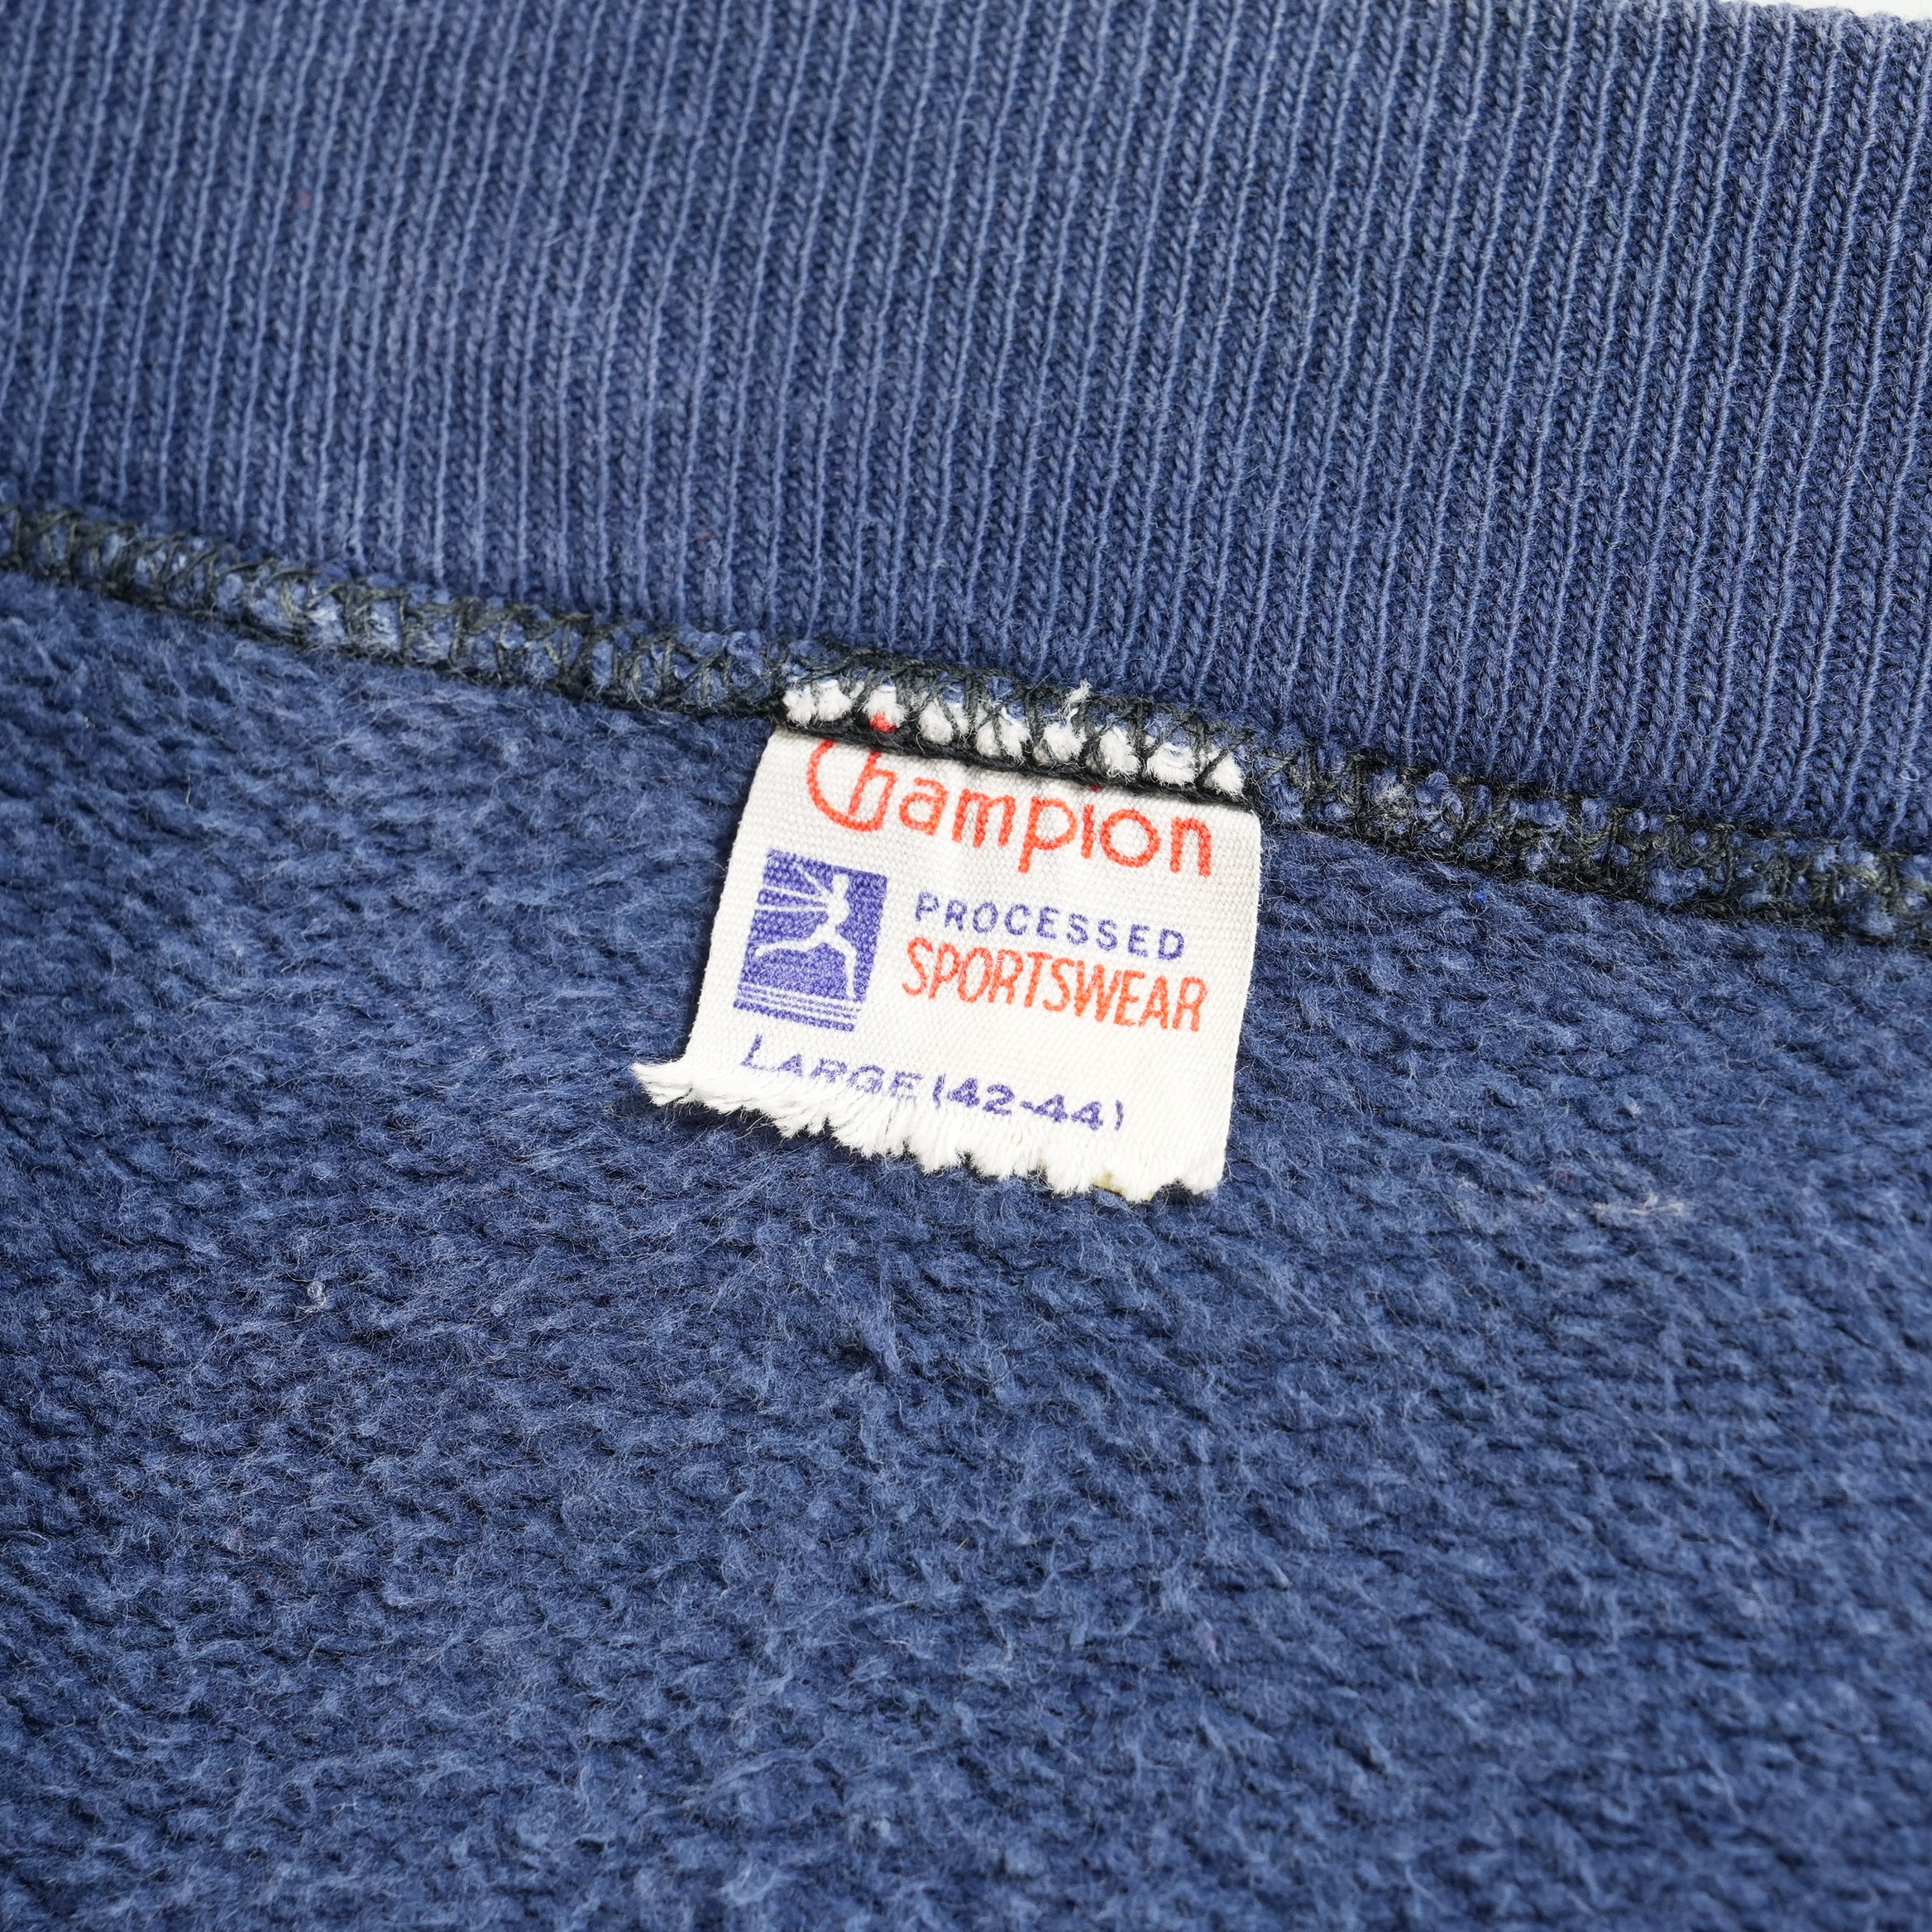 Champion
PROCESSED
SPORTSWEAR
LARGE (42-44)